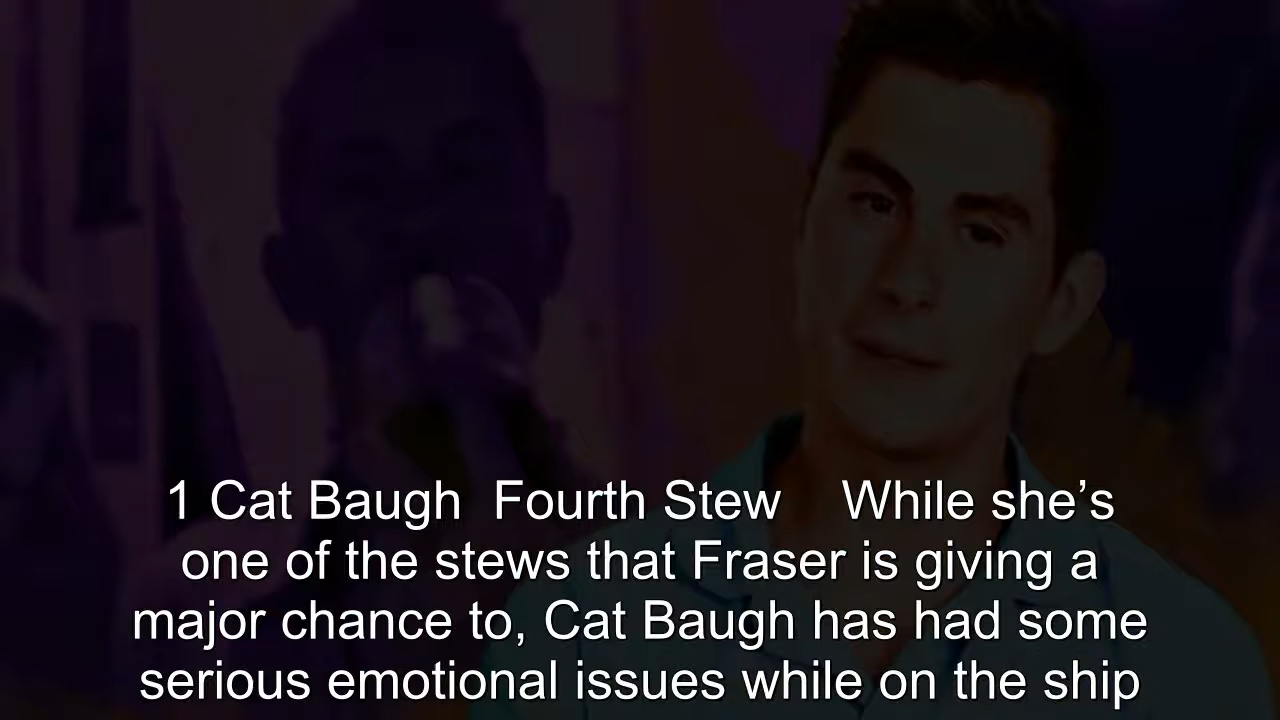 1 Cat Baugh  Fourth Stew    While she’s
one of the stews that Fraser is giving a
major chance to, Cat Baugh has had some
serious emotional issues while on the ship